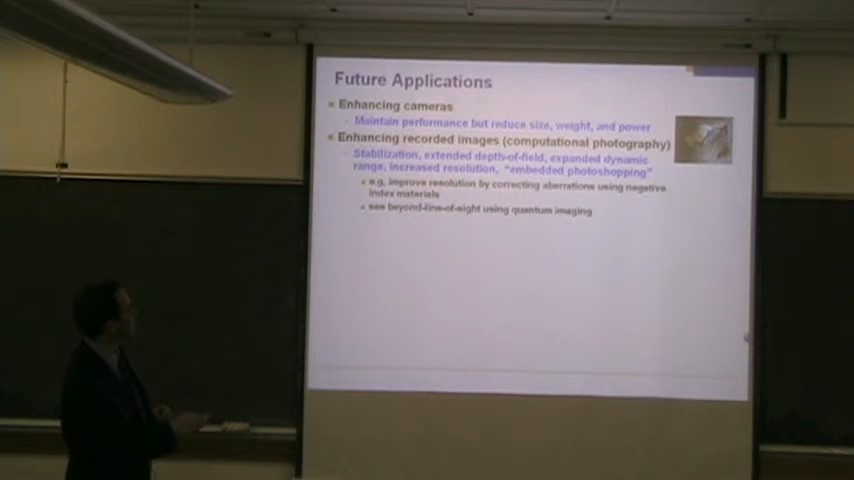 Future Applications
Enhancing cameras
Maintain performance but reduce size, weight, and power
Enhancing recorded images (computational photography)
Stabilization, extended depth-of-field, expanded dynamic
range, increased resolution, "embedded photoshopping"
e.g, improve resolution by correcting aberrations using negative
index materials
see beyond-line-of-sight using quantum imaging